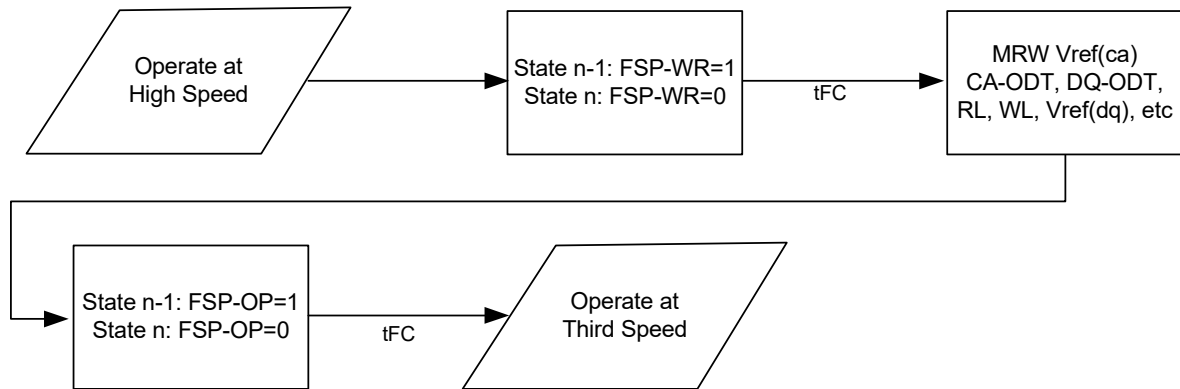 Operate at
High Speed
State n-1: FSP-WR=1
State n: FSP-WR=0
tFC
MRW Vref(ca)
CA-ODT, DQ-ODT,
RL, WL, Vref(dq), etc
State n-1: FSP-OP=1
State n: FSP-OP=0
tFC
Operate at
Third Speed